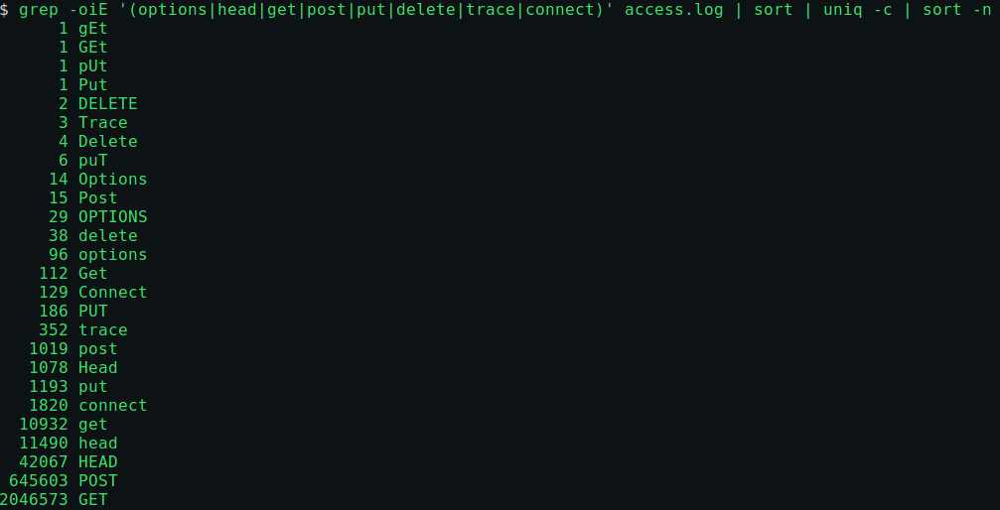 $ grep -oiE '(options|head|get|post|put|delete|trace|connect)' access.log | sort | uniq -c | sort -n
1 gEt
1 GEt
1 pUt
1 Put
2 DELETE
3 Trace
4 Delete
6 puT
14 Options
15 Post
29 OPTIONS
38 delete
96 options
112 Get
129 Connect
186 PUT
352 trace
1019 post
1078 Head
1193 put
1820 connect
10932 get
11490 head
42067 HEAD
645603 POST
2046573 GET